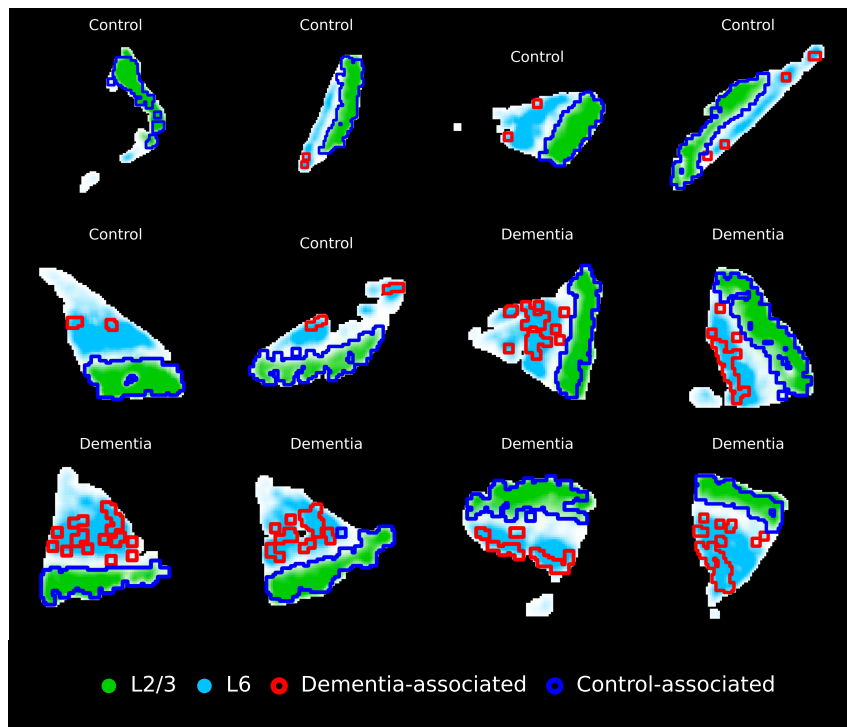 Control
Control
Control
Control
Control
Control
Dementia
Dementia
Dementia
Dementia
Dementia
Dementia
L2/3 L6 Dementia-associated Control-associated